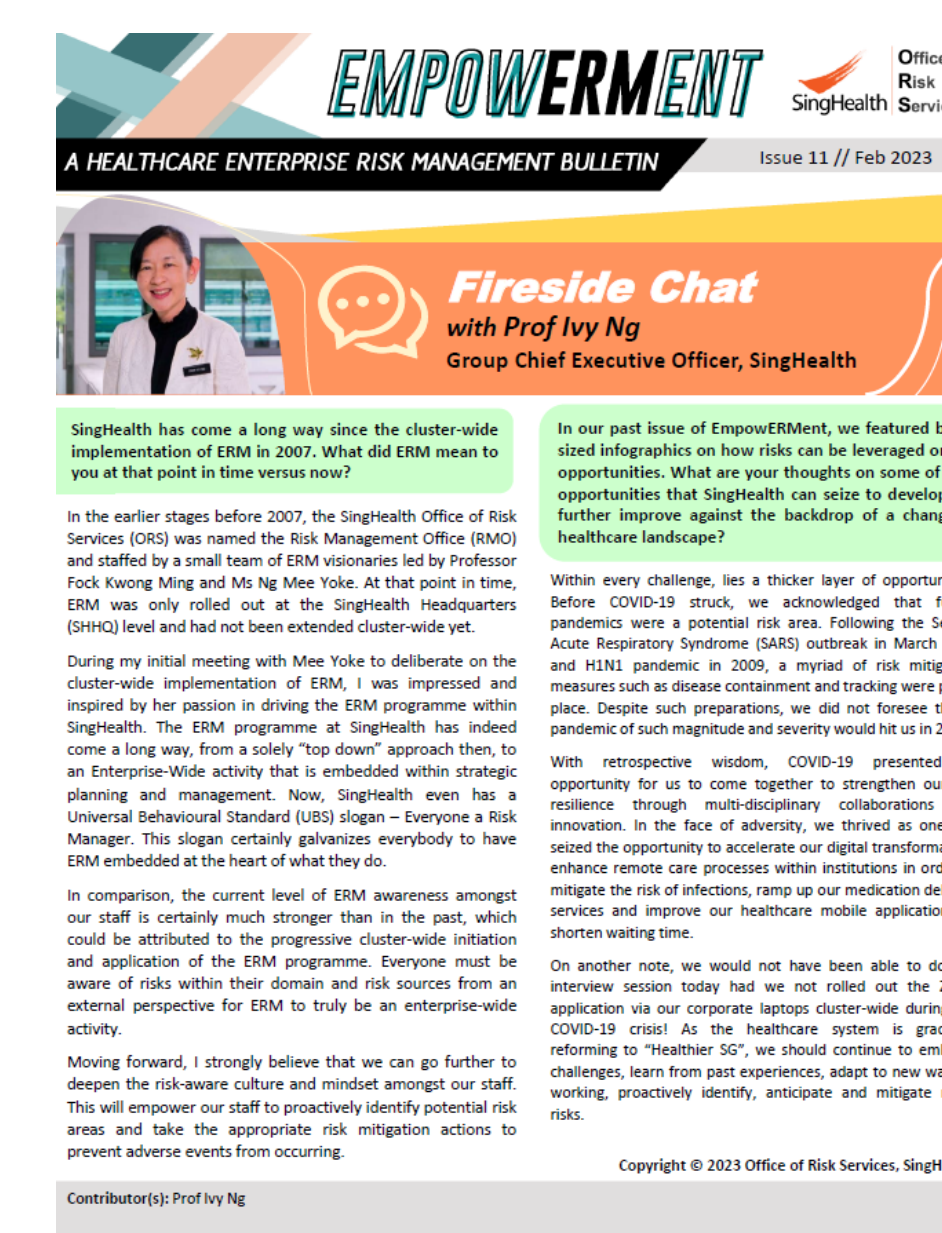 EMPOWERMENT
SingHealth
Office
Risk
A HEALTHCARE ENTERPRISE RISK MANAGEMENT BULLETIN
Issue 11 // Feb 2023
Fireside Chat
with Prof Ivy Ng
Group Chief Executive Officer, SingHealth
SingHealth has come a long way since the cluster-wide
implementation of ERM in 2007. What did ERM mean to
you at that point in time versus now?
In the earlier stages before 2007, the SingHealth Office of Risk
Services (ORS) was named the Risk Management Office (RMO)
and staffed by a small team of ERM visionaries led by Professor
Fock Kwong Ming and Ms Ng Mee Yoke. At that point in time,
ERM was only rolled out at the SingHealth Headquarters
(SHHQ) level and had not been extended cluster-wide yet.
During my initial meeting with Mee Yoke to deliberate on the
cluster-wide implementation of ERM, I was impressed and
inspired by her passion in driving the ERM programme within
SingHealth. The ERM programme at SingHealth has indeed
come a long way, from a solely “top down” approach then, to
an Enterprise-Wide activity that is embedded within strategic
planning and management. Now, SingHealth even has a
Universal Behavioural Standard (UBS) slogan – Everyone a Risk
Manager. This slogan certainly galvanizes everybody to have
ERM embedded at the heart of what they do.
In comparison, the current level of ERM awareness amongst
our staff is certainly much stronger than in the past, which
could be attributed to the progressive cluster-wide initiation
and application of the ERM programme. Everyone must be
aware of risks within their domain and risk sources from an
external perspective for ERM to truly be an enterprise-wide
activity.
Moving forward, I strongly believe that we can go further to
deepen the risk-aware culture and mindset amongst our staff.
This will empower our staff to proactively identify potential risk
areas and take the appropriate risk mitigation actions to
prevent adverse events from occurring.
In our past issue of EmpowERMent, we featured
sized infographics on how risks can be leveraged
opportunities. What are your thoughts on some of
opportunities that SingHealth can seize to develop
further improve against the backdrop of a
healthcare landscape?
Within every challenge, lies a thicker layer of
Before COVID-19 struck, we acknowledged that
pandemics were a potential risk area. Following the
Acute Respiratory Syndrome (SARS) outbreak in March
and H1N1 pandemic in 2009, a myriad of risk
measures such as disease containment and tracking were
place. Despite such preparations, we did not foresee
pandemic of such magnitude and severity would hit us in
With retrospective wisdom, COVID-19 presented
opportunity for us to come together to strengthen our
resilience through multi-disciplinary collaborations
innovation. In the face of adversity, we thrived as one
seized the opportunity to accelerate our digital
enhance remote care processes within institutions in
mitigate the risk of infections, ramp up our medication
services and improve our healthcare mobile
shorten waiting time.
On another note, we would not have been able to
interview session today had we not rolled out the
application via our corporate laptops cluster-wide
COVID-19 crisis! As the healthcare system is
reforming to “Healthier SG”, we should continue to
challenges, learn from past experiences, adapt to new
working, proactively identify, anticipate and mitigate
risks.
Copyright © 2023 Office of Risk Services,
Contributor(s): Prof Ivy Ng